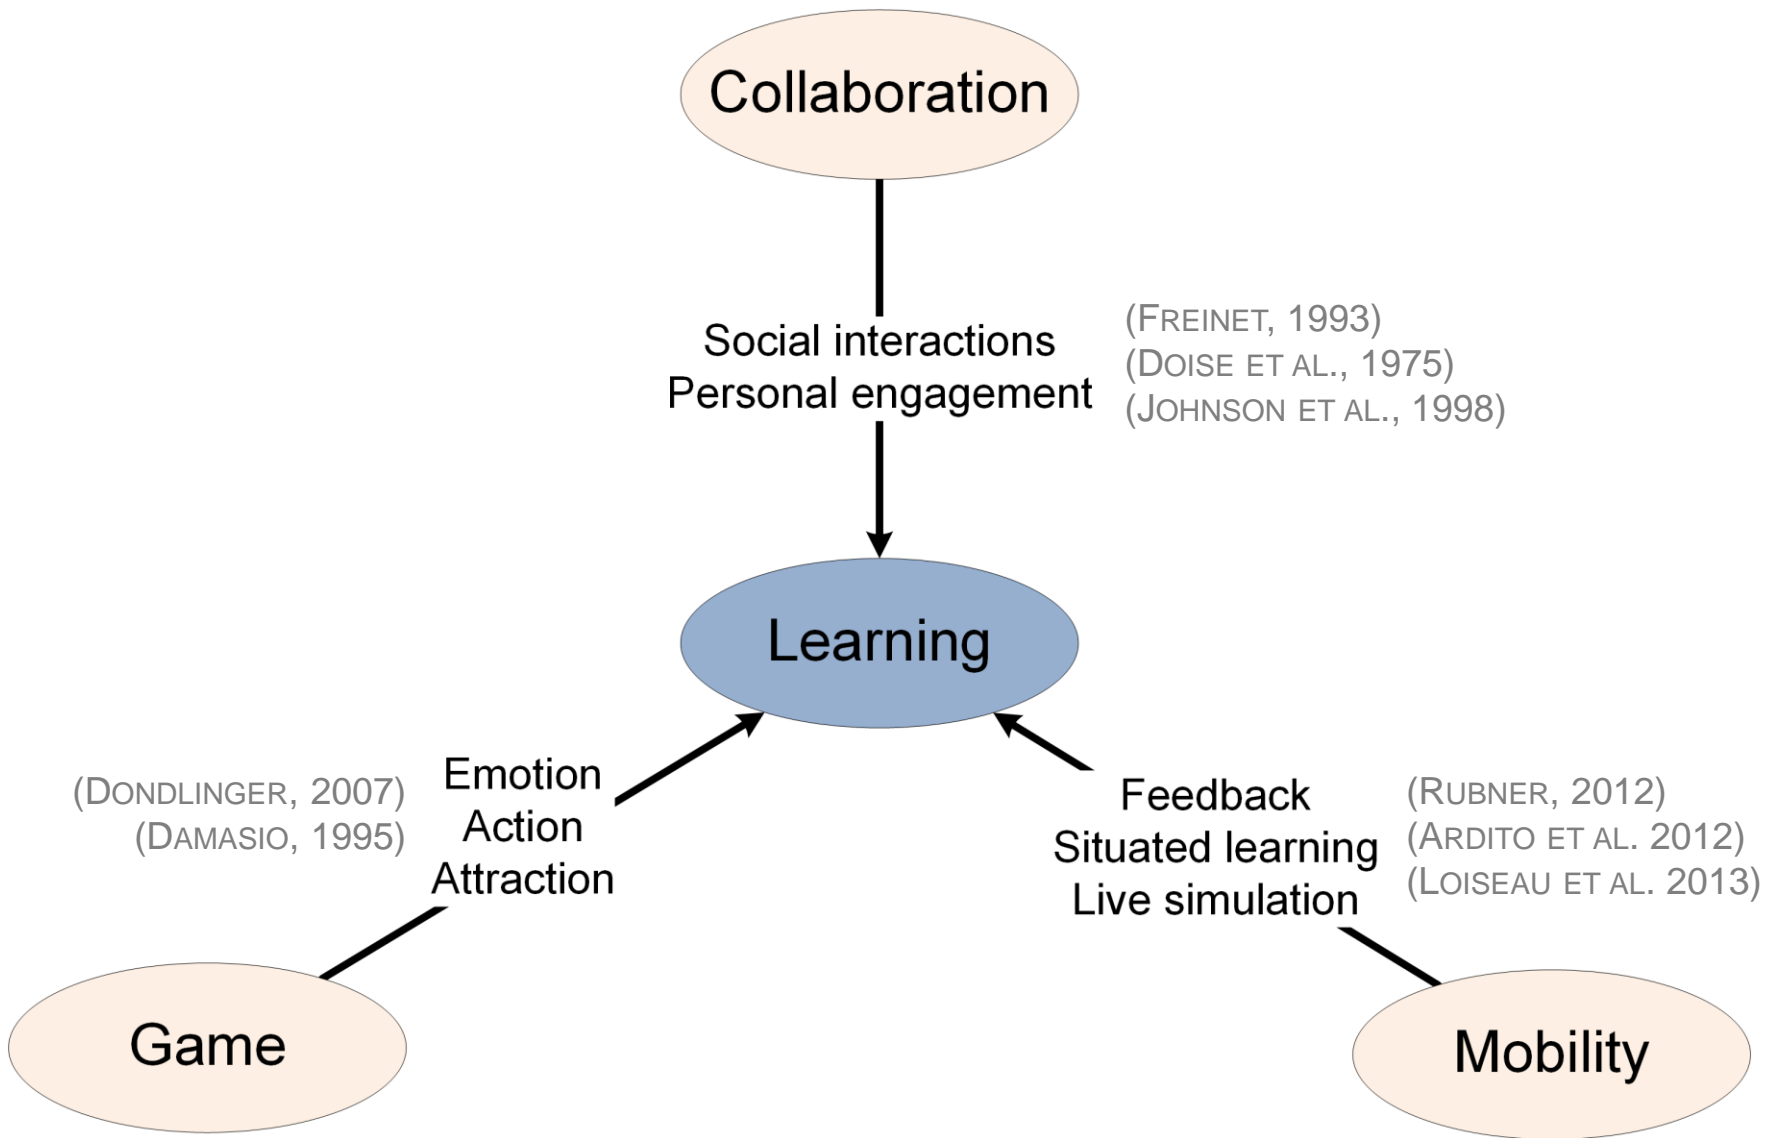 Collaboration
Social interactions
Personal engagement
(FREINET, 1993)
(DOISE ET AL., 1975)
(JOHNSON ET AL., 1998)
Learning
(DONDLINGER, 2007)
(DAMASIO, 1995)
Emotion
Action
Attraction
Feedback
Situated learning
Live simulation
(RUBNER, 2012)
(ARDITO ET AL. 2012)
(LOISEAU ET AL. 2013)
Game
Mobility